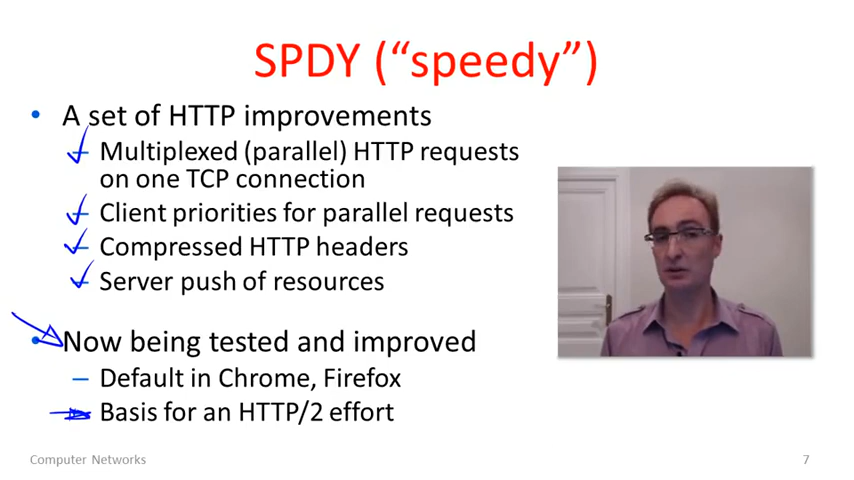 SPDY (“speedy”)
• A set of HTTP improvements
– Multiplexed (parallel) HTTP requests
on one TCP connection
– Client priorities for parallel requests
– Compressed HTTP headers
– Server push of resources
• Now being tested and improved
– Default in Chrome, Firefox
– Basis for an HTTP/2 effort
Computer Networks
7